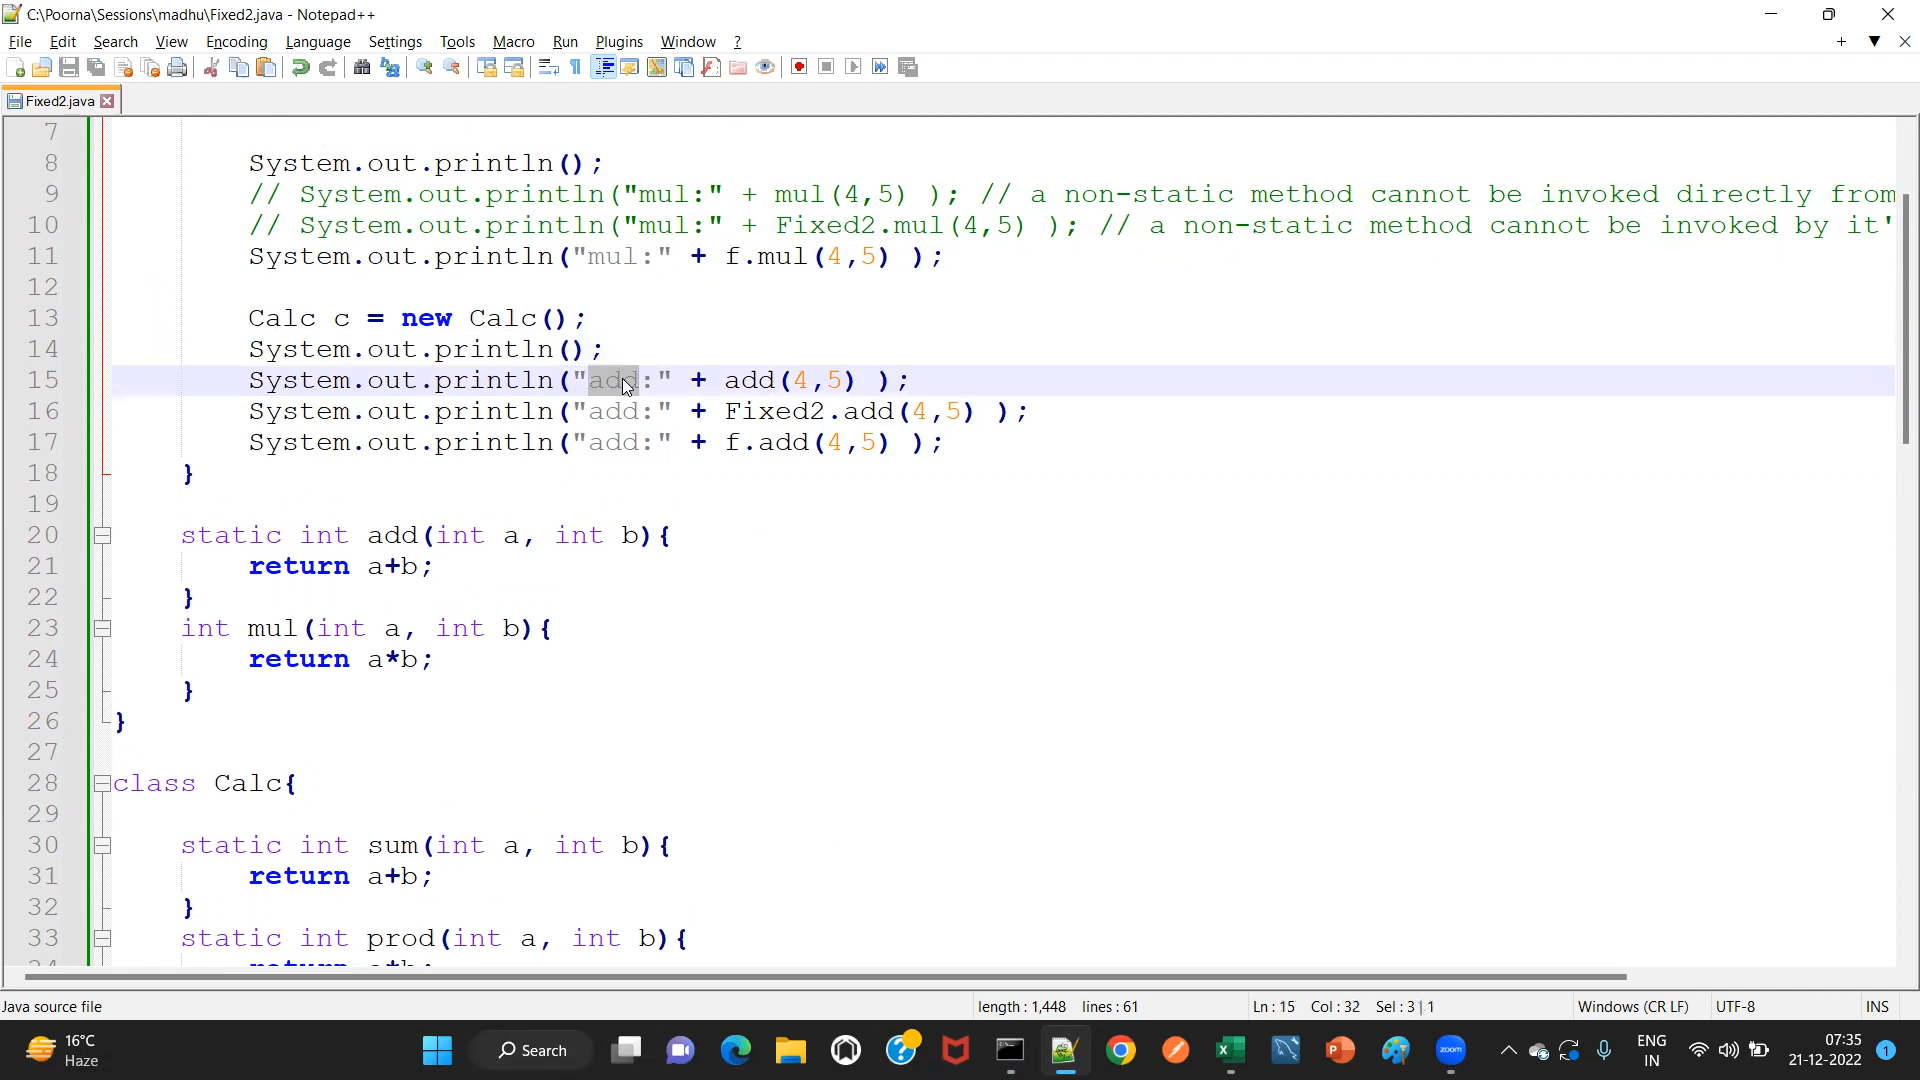 C:\Poorna\Sessions\madhu\Fixed2.java - Notepad++
File Edit Search View Encoding Language Settings Tools Macro Run Plugins Window ?
Fixed2.java
7
8 System.out.println();
9 // System.out.println("mul:" + mul(4,5) ); // a non-static method cannot be invoked directly from
10 // System.out.println("mul:" + Fixed2.mul(4,5) ); // a non-static method cannot be invoked by it'
11 System.out.println("mul:" + f.mul(4,5) );
12
13 Calc c = new Calc();
14 System.out.println();
15 System.out.println("add:" + add(4,5) );
16 System.out.println("add:" + Fixed2.add(4,5) );
17 System.out.println("add:" + f.add(4,5) );
18 }
19
20 static int add(int a, int b){
21 return a+b;
22 }
23 int mul(int a, int b){
24 return a*b;
25 }
26 }
27
28 class Calc{
29
30 static int sum(int a, int b){
31 return a+b;
32 }
33 static int prod(int a, int b){
Java source file length : 1,448 lines : 61 Ln : 15 Col : 32 Sel : 3 | 1 Windows (CR LF) UTF-8 INS
16°C
Haze
Search
zoom
ENG
IN
07:35
21-12-2022
1